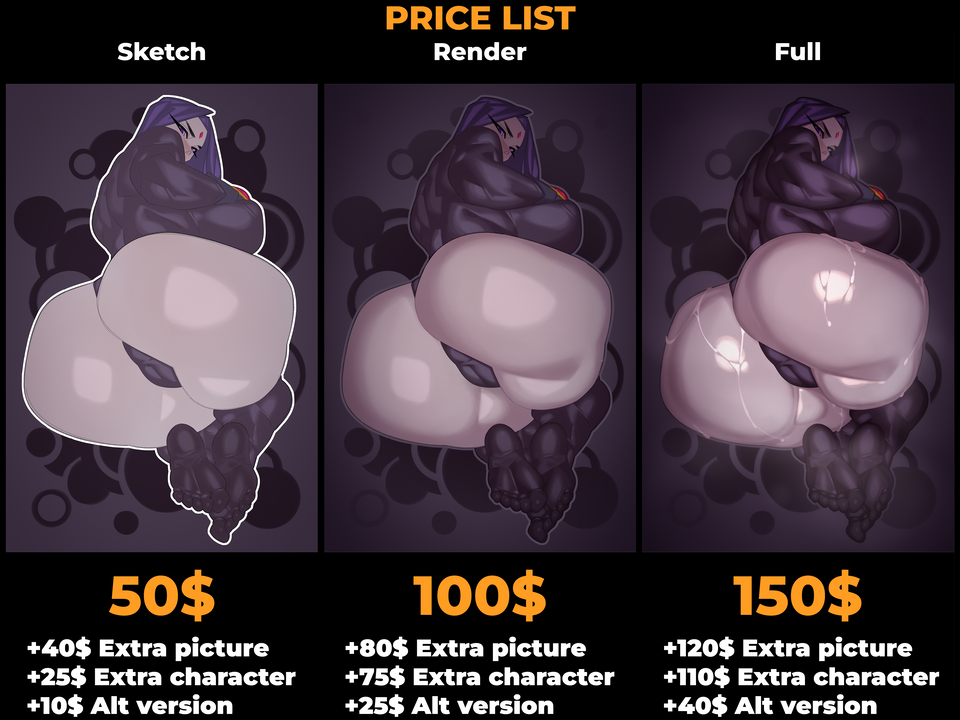 PRICE LIST
Sketch Render Full
50$ 100$ 150$
+40$ Extra picture +80$ Extra picture +120$ Extra picture
+25$ Extra character +75$ Extra character +110$ Extra character
+10$ Alt version +25$ Alt version +40$ Alt version